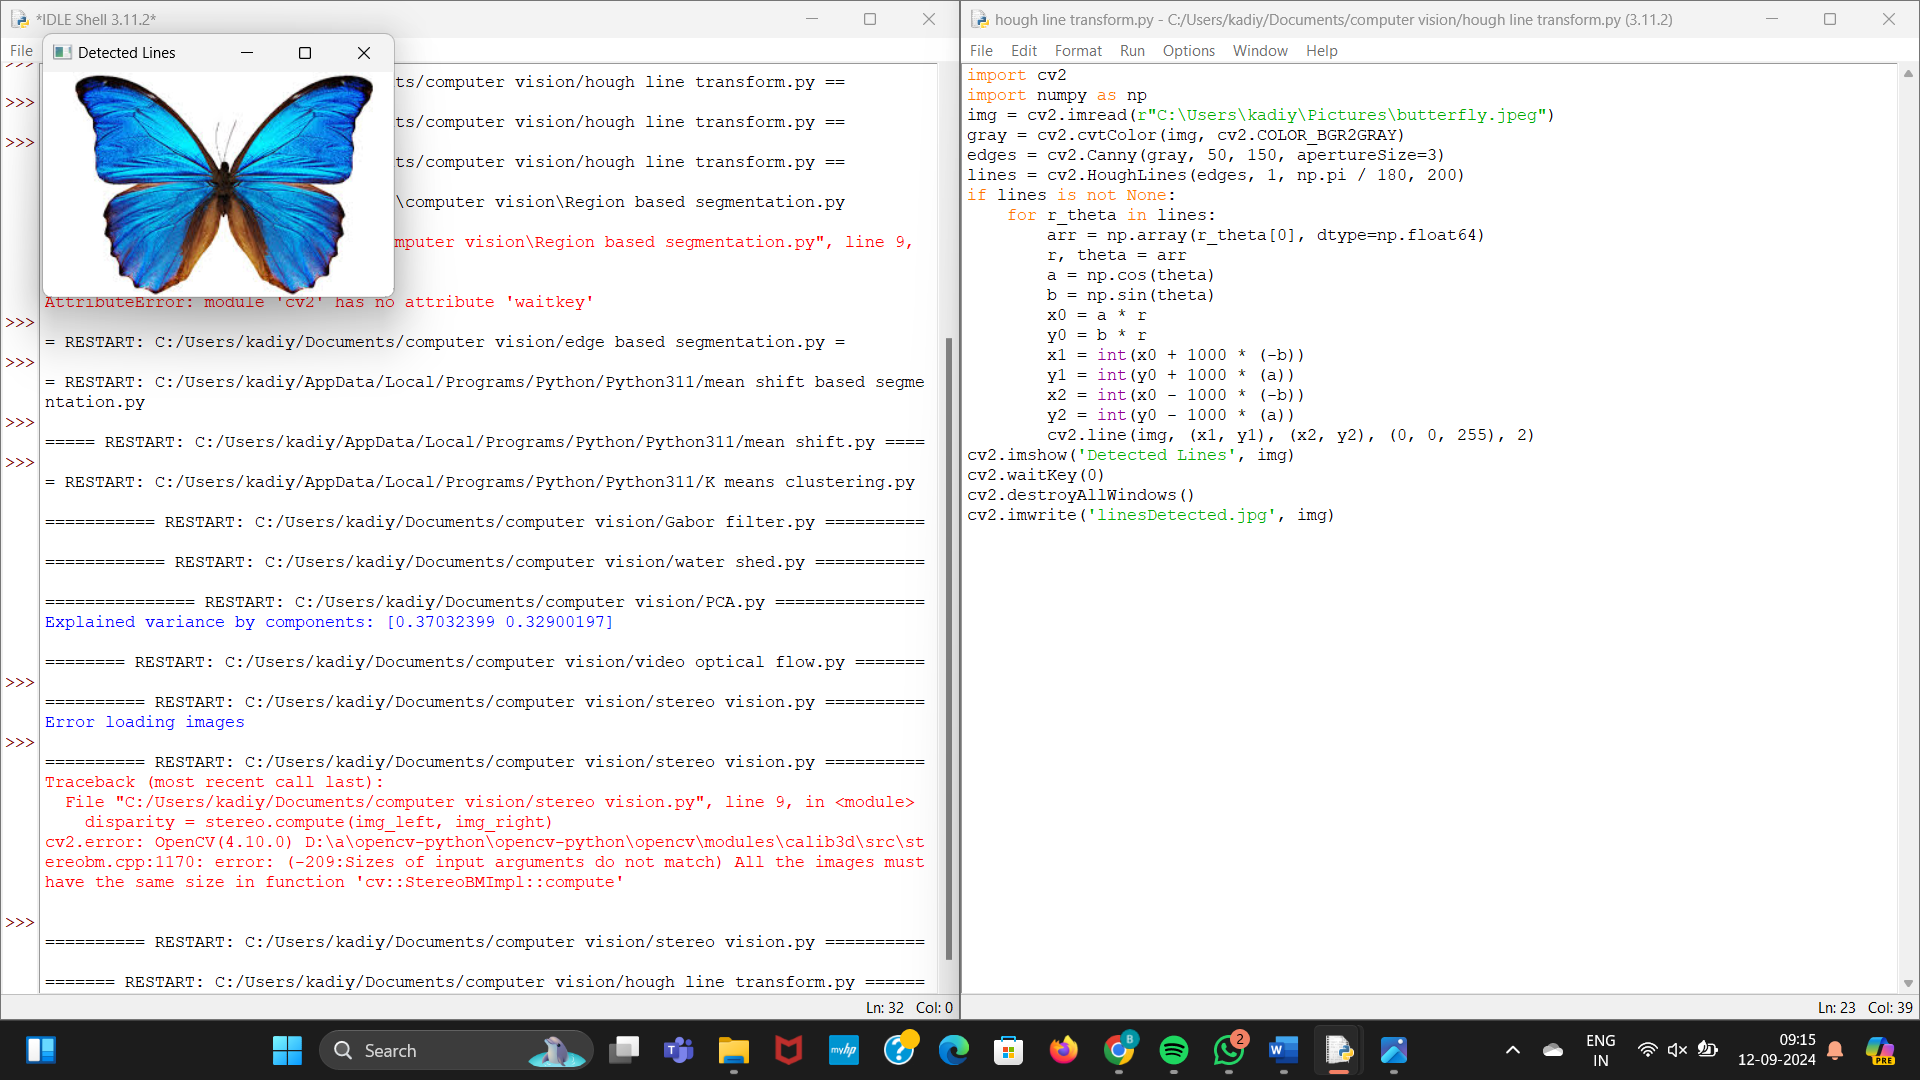 *IDLE Shell 3.11.2*
File
Detected Lines
>>>
ts/computer vision/hough line transform.py ==
>>>
ts/computer vision/hough line transform.py ==
>>>
ts/computer vision/hough line transform.py ==
\computer vision\Region based segmentation.py
mputer vision\Region based segmentation.py", line 9,
AttributeError: module 'cv2' has no attribute 'waitkey'
>>>
= RESTART: C:/Users/kadiy/Documents/computer vision/edge based segmentation.py =
>>>
= RESTART: C:/Users/kadiy/AppData/Local/Programs/Python/Python311/mean shift based segme
ntation.py
>>>
===== RESTART: C:/Users/kadiy/AppData/Local/Programs/Python/Python311/mean shift.py ====
>>>
= RESTART: C:/Users/kadiy/AppData/Local/Programs/Python/Python311/K means clustering.py
=========== RESTART: C:/Users/kadiy/Documents/computer vision/Gabor filter.py ==========
============ RESTART: C:/Users/kadiy/Documents/computer vision/water shed.py ===========
=============== RESTART: C:/Users/kadiy/Documents/computer vision/PCA.py ===============
Explained variance by components: [0.37032399 0.32900197]
======== RESTART: C:/Users/kadiy/Documents/computer vision/video optical flow.py =======
>>>
========== RESTART: C:/Users/kadiy/Documents/computer vision/stereo vision.py ==========
Error loading images
>>>
========== RESTART: C:/Users/kadiy/Documents/computer vision/stereo vision.py ==========
Traceback (most recent call last):
  File "C:/Users/kadiy/Documents/computer vision/stereo vision.py", line 9, in <module>
    disparity = stereo.compute(img_left, img_right)
cv2.error: OpenCV(4.10.0) D:\a\opencv-python\opencv-python\opencv\modules\calib3d\src\st
ereobm.cpp:1170: error: (-209:Sizes of input arguments do not match) All the images must
have the same size in function 'cv::StereoBMImpl::compute'
>>>
========== RESTART: C:/Users/kadiy/Documents/computer vision/stereo vision.py ==========
======= RESTART: C:/Users/kadiy/Documents/computer vision/hough line transform.py ======
Ln: 32 Col: 0
hough line transform.py - C:/Users/kadiy/Documents/computer vision/hough line transform.py (3.11.2)
File Edit Format Run Options Window Help
import cv2
import numpy as np
img = cv2.imread(r"C:\Users\kadiy\Pictures\butterfly.jpeg")
gray = cv2.cvtColor(img, cv2.COLOR_BGR2GRAY)
edges = cv2.Canny(gray, 50, 150, apertureSize=3)
lines = cv2.HoughLines(edges, 1, np.pi / 180, 200)
if lines is not None:
    for r_theta in lines:
        arr = np.array(r_theta[0], dtype=np.float64)
        r, theta = arr
        a = np.cos(theta)
        b = np.sin(theta)
        x0 = a * r
        y0 = b * r
        x1 = int(x0 + 1000 * (-b))
        y1 = int(y0 + 1000 * (a))
        x2 = int(x0 - 1000 * (-b))
        y2 = int(y0 - 1000 * (a))
        cv2.line(img, (x1, y1), (x2, y2), (0, 0, 255), 2)
cv2.imshow('Detected Lines', img)
cv2.waitKey(0)
cv2.destroyAllWindows()
cv2.imwrite('linesDetected.jpg', img)
Ln: 23 Col: 39
Search
myhp
B
2
W
ENG
IN
09:15
12-09-2024
PRE